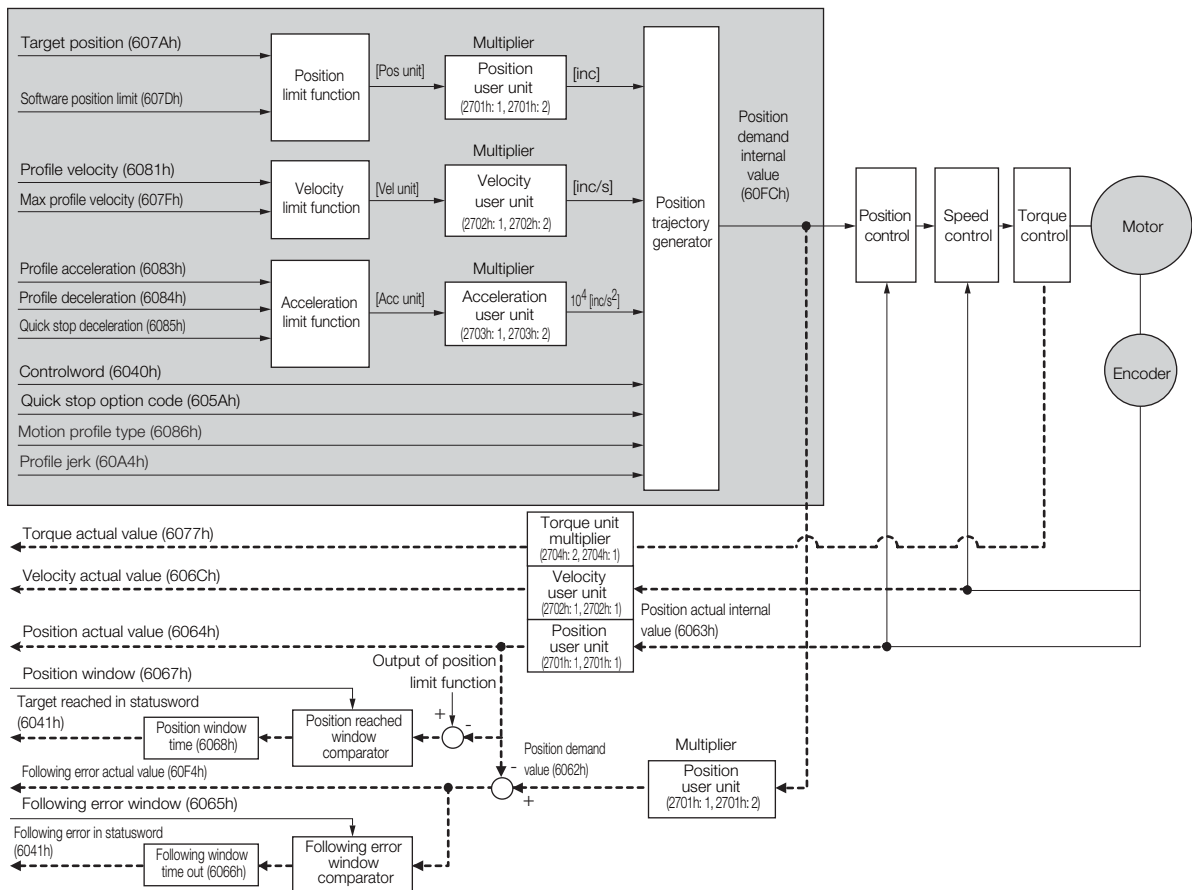 Target position (607Ah)
Software position limit (607Dh)
Position
limit function
[Pos unit]
Multiplier
Position
user unit
(2701h: 1, 2701h: 2)
[inc]
Profile velocity (6081h)
Max profile velocity (607Fh)
Velocity
limit function
[Vel unit]
Multiplier
Velocity
user unit
(2702h: 1, 2702h: 2)
[inc/s]
Profile acceleration (6083h)
Profile deceleration (6084h)
Quick stop deceleration (6085h)
Acceleration
limit function
[Acc unit]
Multiplier
Acceleration
user unit
(2703h: 1, 2703h: 2)
10⁴ [inc/s²]
Controlword (6040h)
Quick stop option code (605Ah)
Motion profile type (6086h)
Profile jerk (60A4h)
Position
trajectory
generator
Position
demand
internal
value
(60FCh)
Position
control
Speed
control
Torque
control
Motor
Encoder
Torque actual value (6077h)
Torque unit
multiplier
(2704h: 2, 2704h: 1)
Velocity actual value (606Ch)
Velocity
user unit
(2702h: 1, 2702h: 1)
Position actual value (6064h)
Position
user unit
(2701h: 1, 2701h: 1)
Position actual internal
value (6063h)
Position window (6067h)
Output of position
limit function
Target reached in statusword
(6041h)
Position window
time (6068h)
Position reached
window
comparator
+
-
Following error actual value (60F4h)
-
+
Position demand
value (6062h)
Multiplier
Position
user unit
(2701h: 1, 2701h: 2)
Following error window (6065h)
Following error in statusword
(6041h)
Following window
time out (6066h)
Following error
window
comparator